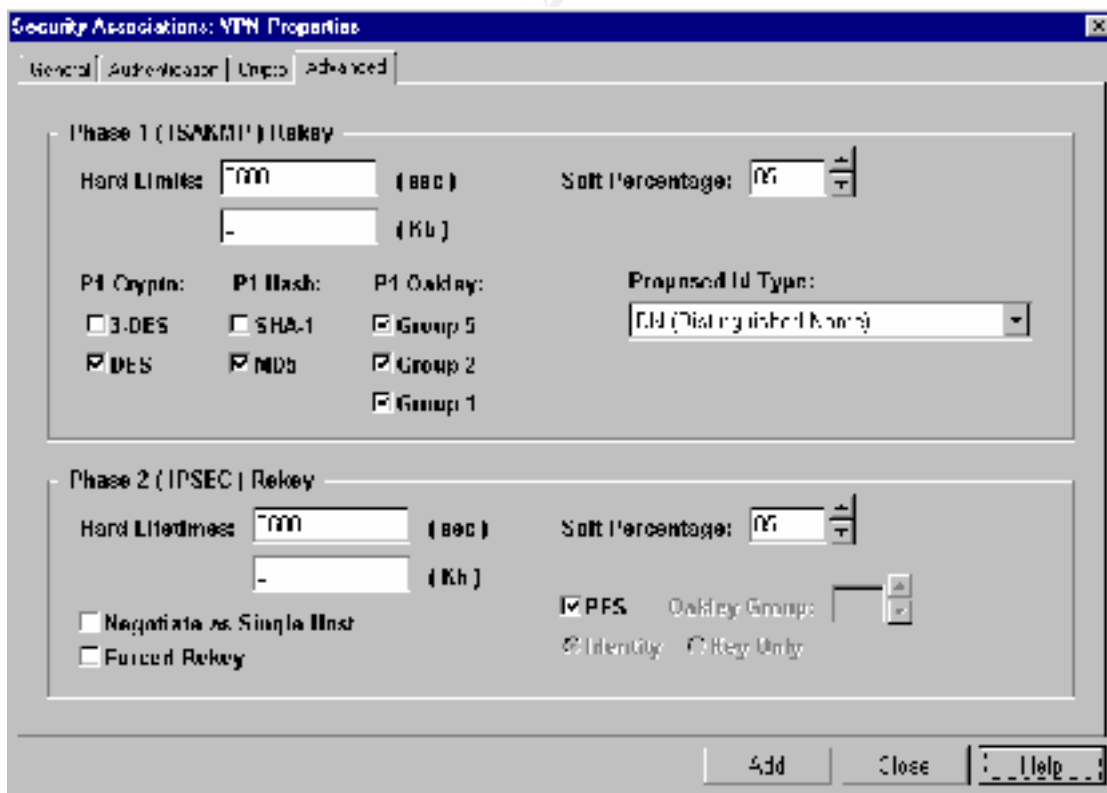 Security Associations: VPN Properties
General Authentication Crypto Advanced
Phase 1 ( ISAKMP ) Rekey
Hard Limits: ( sec ) Soft Percentage:
( Kb )
P1 Crypto: P1 Hash: P1 Oakley: Proposed Id Type:
3-DES SHA-1 Group 5 DN (Distinguished Name)
DES MD5 Group 2
Group 1
Phase 2 ( IPSEC ) Rekey
Hard Lifetimes: ( sec ) Soft Percentage:
( Kb )
Negotiate as Single Host PFS Oakley Group:
Forced Rekey Identity Key Only
Add Close Help